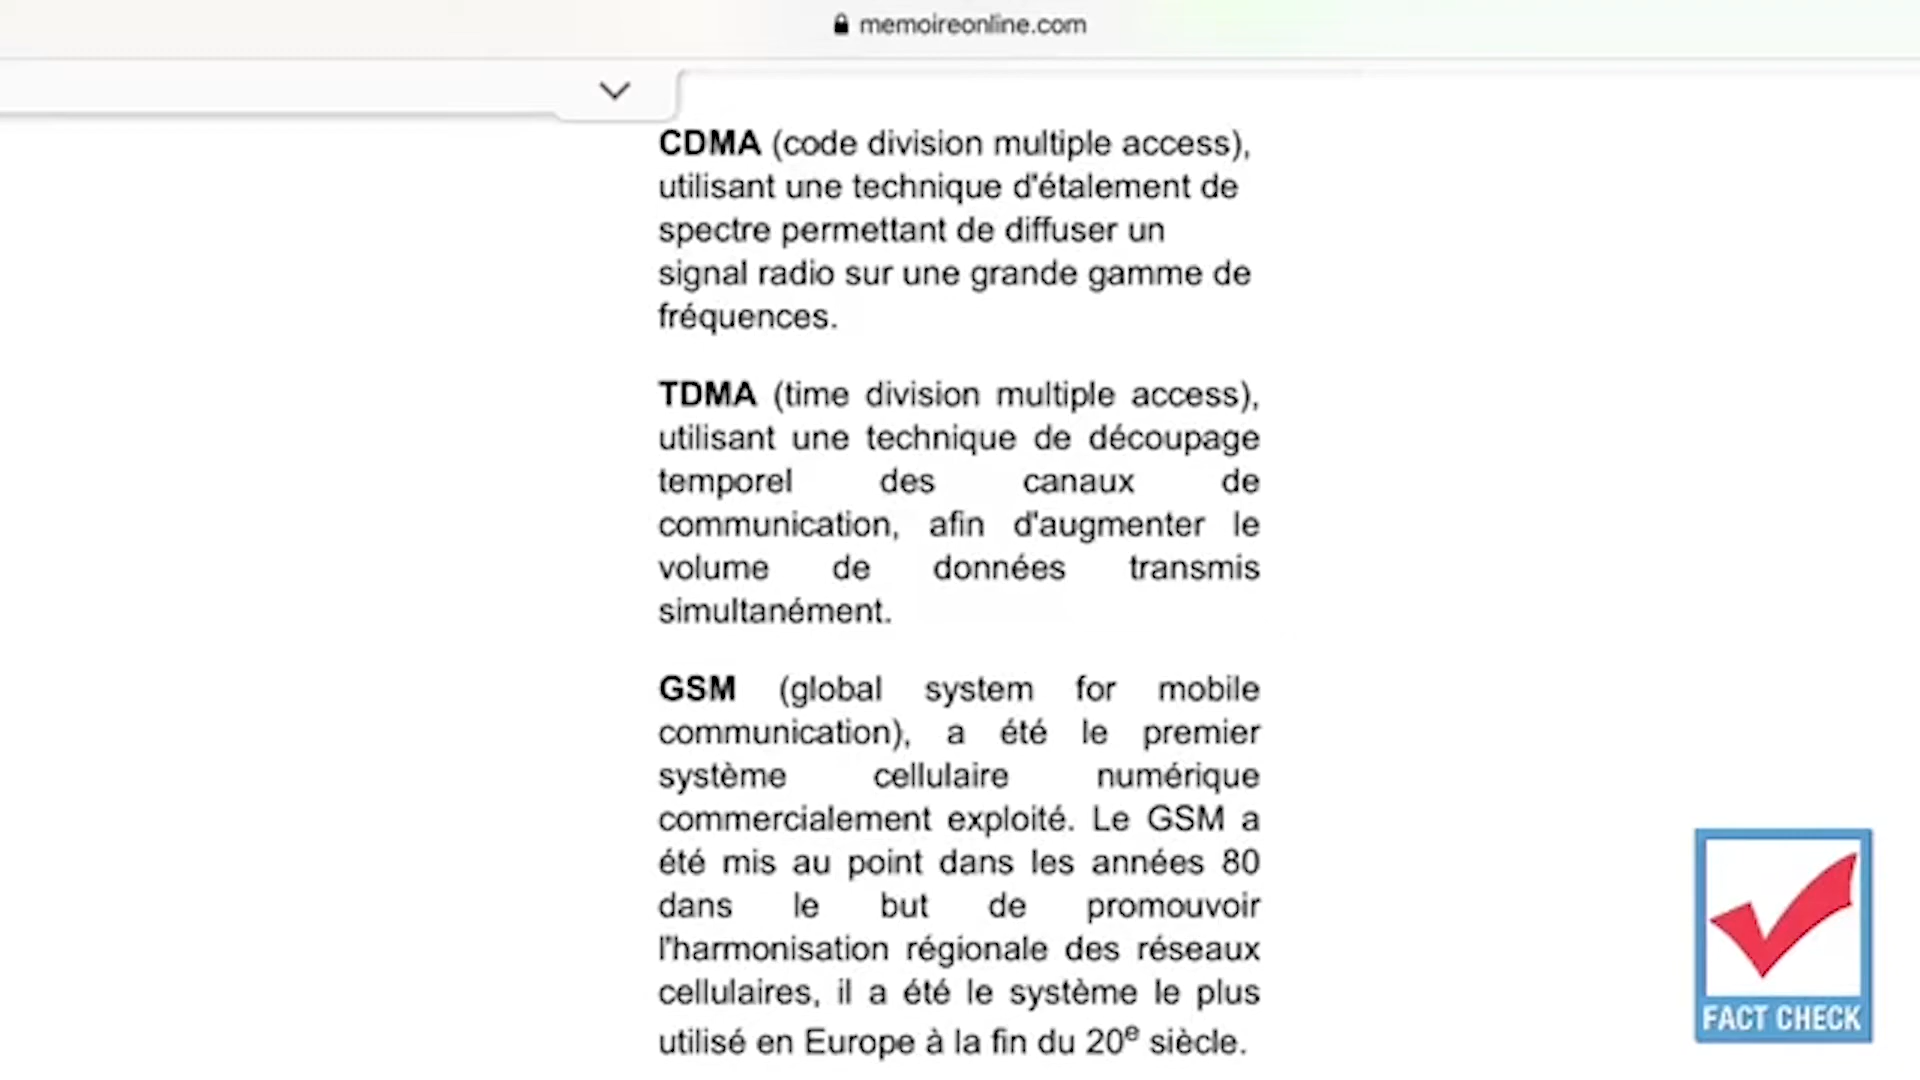 memoireonline.com
CDMA (code division multiple access),
utilisant une technique d'étalement de
spectre permettant de diffuser un
signal radio sur une grande gamme de
fréquences.
TDMA (time division multiple access),
utilisant une technique de découpage
temporel des canaux de
communication, afin d'augmenter le
volume de données transmis
simultanément.
GSM (global system for mobile
communication), a été le premier
système cellulaire numérique
commercialement exploité. Le GSM a
été mis au point dans les années 80
dans le but de promouvoir
l'harmonisation régionale des réseaux
cellulaires, il a été le système le plus
utilisé en Europe à la fin du 20e siècle.
FACT CHECK